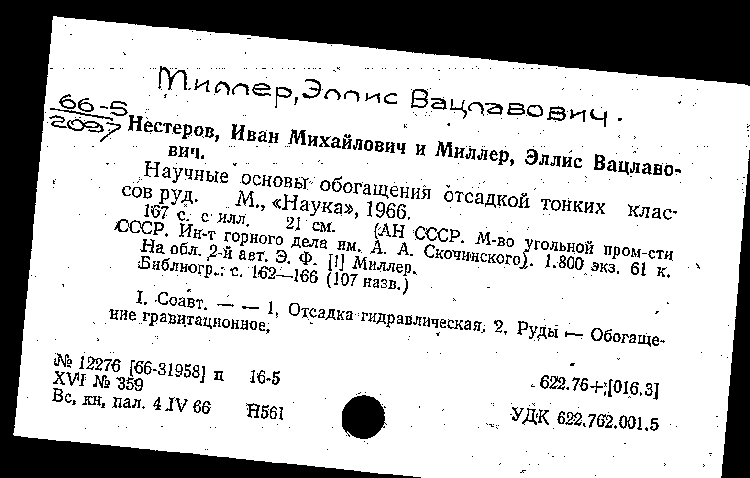 Миллер, Эллис Вацлавович.
66-5
2097
Нестеров, Иван Михайлович и Миллер, Эллис Вацлаво-
вич.
Научные основы обогащения отсадкой тонких клас-
сов руд. М., «Наука», 1966.
167 с. с илл. 21 см. (АН СССР. М-во угольной пром-сти
СССР. Ин-т горного дела им. А. А. Скочинского). 1.800 экз. 61 к.
На обл. 2-й авт. Э. Ф. [!] Миллер.
Библиогр.: с. 162—166 (107 назв.)
I. Соавт. — — 1. Отсадка гидравлическая. 2. Руды — Обогаще-
ние гравитационное.
№ 12276 [66-31958] п 16-5 622.76+[016.3]
XVI № 359
Вс. кн. пал. 4 IV 66 Н561 УДК 622.762.001.5